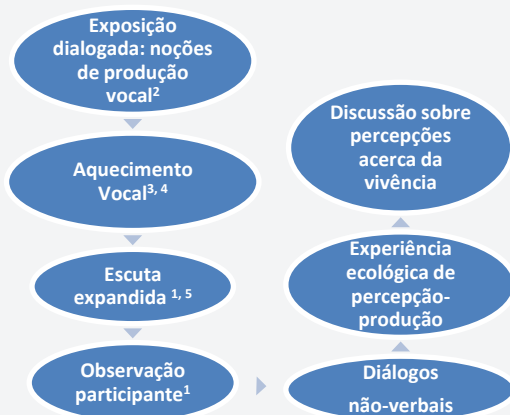 Exposição
dialogada: noções
de produção
vocal²
Aquecimento
Vocal³, ⁴
Escuta
expandida ¹, ⁵
Observação
participante¹
Diálogos
não-verbais
Experiência
ecológica de
percepção-
produção
Discussão sobre
percepções
acerca da
vivência